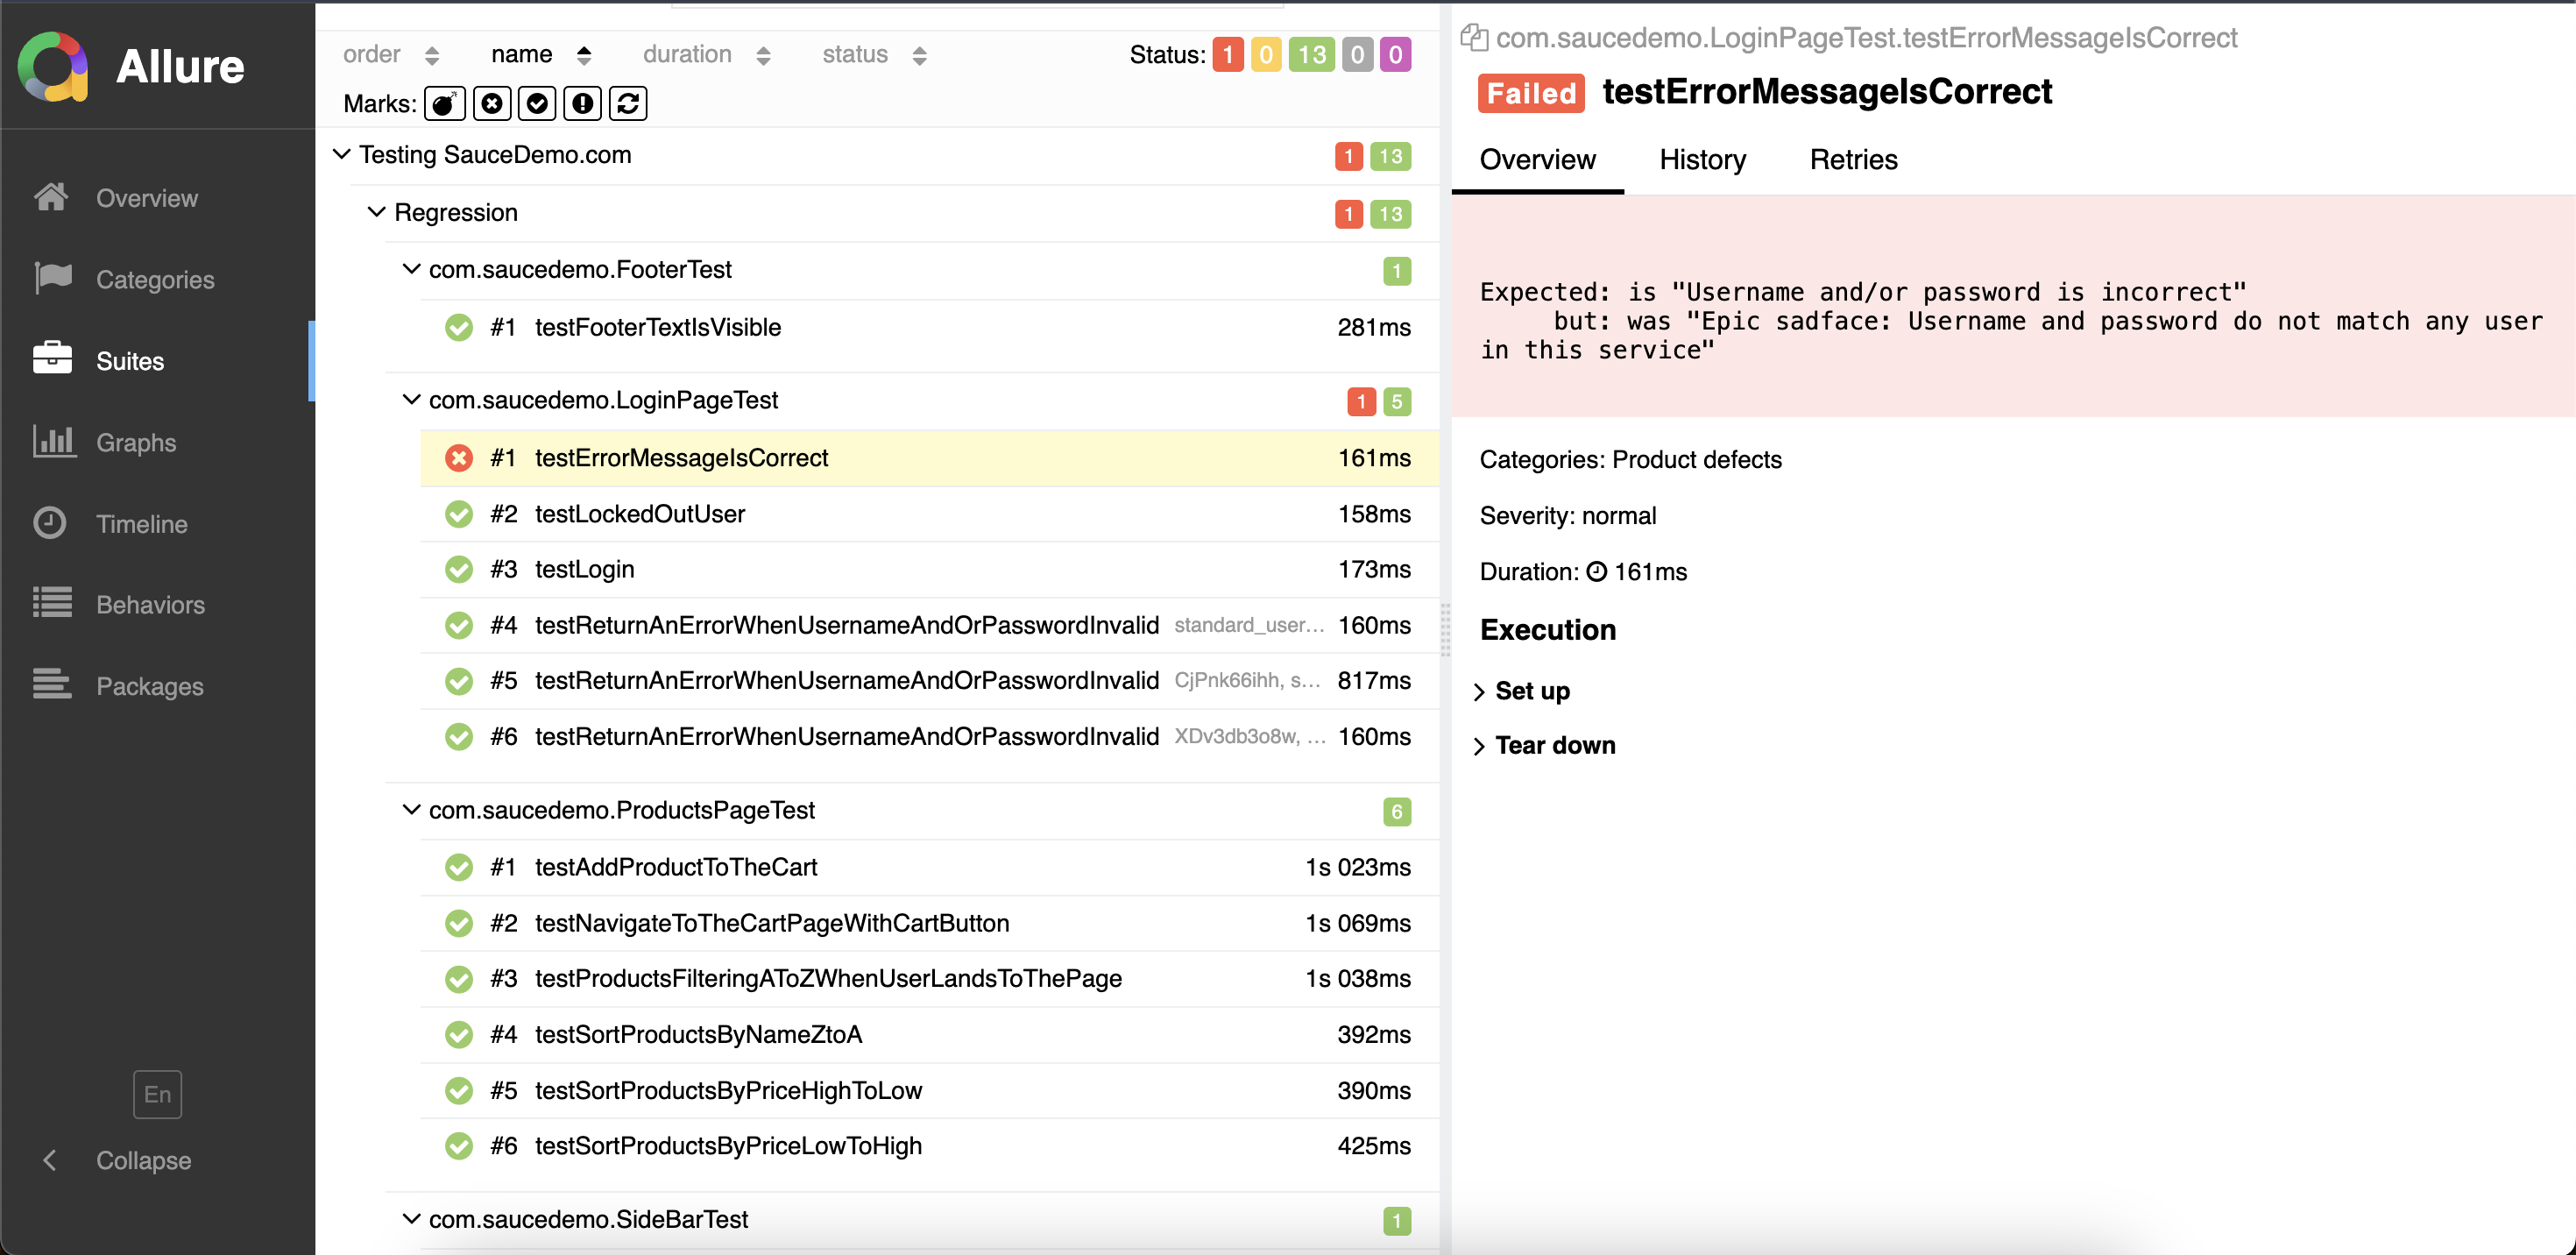 Allure
Overview
Categories
Suites
Graphs
Timeline
Behaviors
Packages
En
Collapse
order name duration status Status: 1 0 13 0 0
Marks:
Testing SauceDemo.com 1 13
Regression 1 13
com.saucedemo.FooterTest 1
#1 testFooterTextIsVisible 281ms
com.saucedemo.LoginPageTest 1 5
#1 testErrorMessageIsCorrect 161ms
#2 testLockedOutUser 158ms
#3 testLogin 173ms
#4 testReturnAnErrorWhenUsernameAndOrPasswordInvalid standard_user... 160ms
#5 testReturnAnErrorWhenUsernameAndOrPasswordInvalid CjPnk66ihh, s... 817ms
#6 testReturnAnErrorWhenUsernameAndOrPasswordInvalid XDv3db3o8w, ... 160ms
com.saucedemo.ProductsPageTest 6
#1 testAddProductToTheCart 1s 023ms
#2 testNavigateToTheCartPageWithCartButton 1s 069ms
#3 testProductsFilteringAToZWhenUserLandsToThePage 1s 038ms
#4 testSortProductsByNameZtoA 392ms
#5 testSortProductsByPriceHighToLow 390ms
#6 testSortProductsByPriceLowToHigh 425ms
com.saucedemo.SideBarTest 1
com.saucedemo.LoginPageTest.testErrorMessageIsCorrect
Failed testErrorMessageIsCorrect
Overview History Retries
Expected: is "Username and/or password is incorrect"
but: was "Epic sadface: Username and password do not match any user
in this service"
Categories: Product defects
Severity: normal
Duration: 161ms
Execution
Set up
Tear down